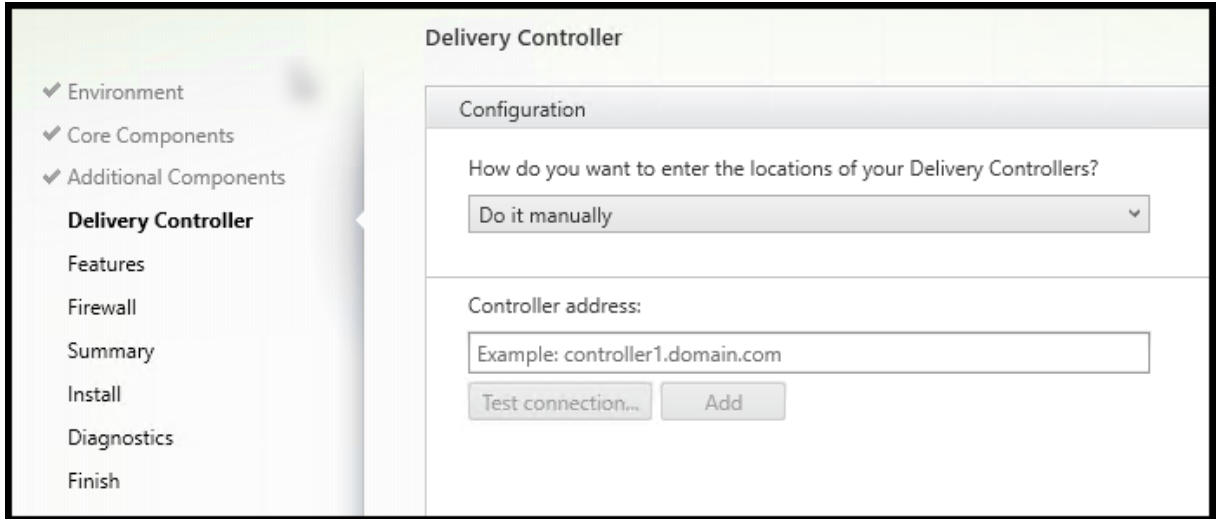 Delivery Controller
Environment
Core Components
Additional Components
Delivery Controller
Features
Firewall
Summary
Install
Diagnostics
Finish
Configuration
How do you want to enter the locations of your Delivery Controllers?
Do it manually
Controller address:
Example: controller1.domain.com
Test connection... Add